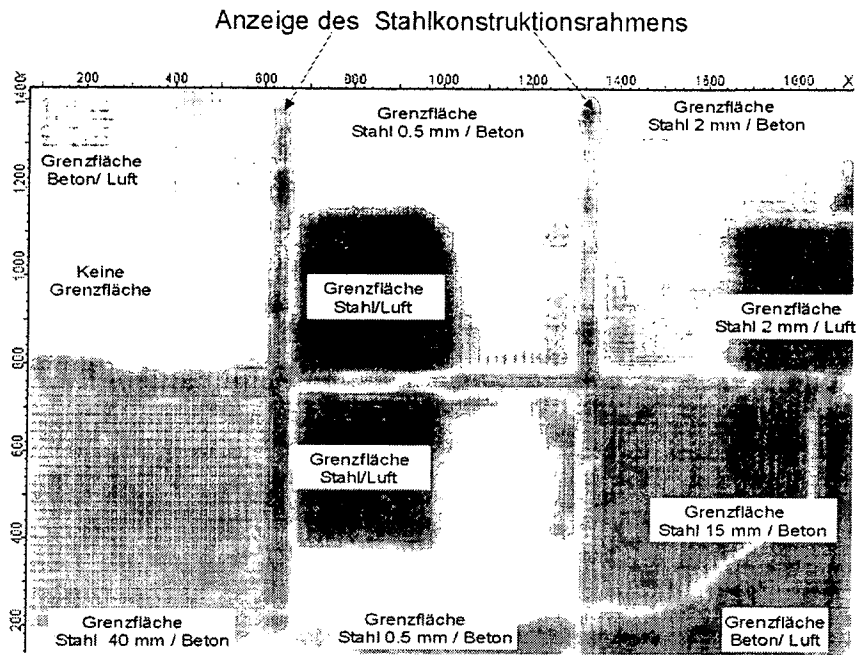 Anzeige des Stahlkonstruktionsrahmens
200 400 600 800 1000 1200 1400 1600 X
1400
Grenzfläche
Beton/ Luft
Grenzfläche
Stahl 0.5 mm / Beton
Grenzfläche
Stahl 2 mm / Beton
1200
Keine
Grenzfläche
1000
Grenzfläche
Stahl/Luft
Grenzfläche
Stahl 2 mm / Luft
800
600
Grenzfläche
Stahl/Luft
Grenzfläche
Stahl 15 mm / Beton
400
200
Grenzfläche
Stahl 40 mm / Beton
Grenzfläche
Stahl 0.5 mm / Beton
Grenzfläche
Beton/ Luft